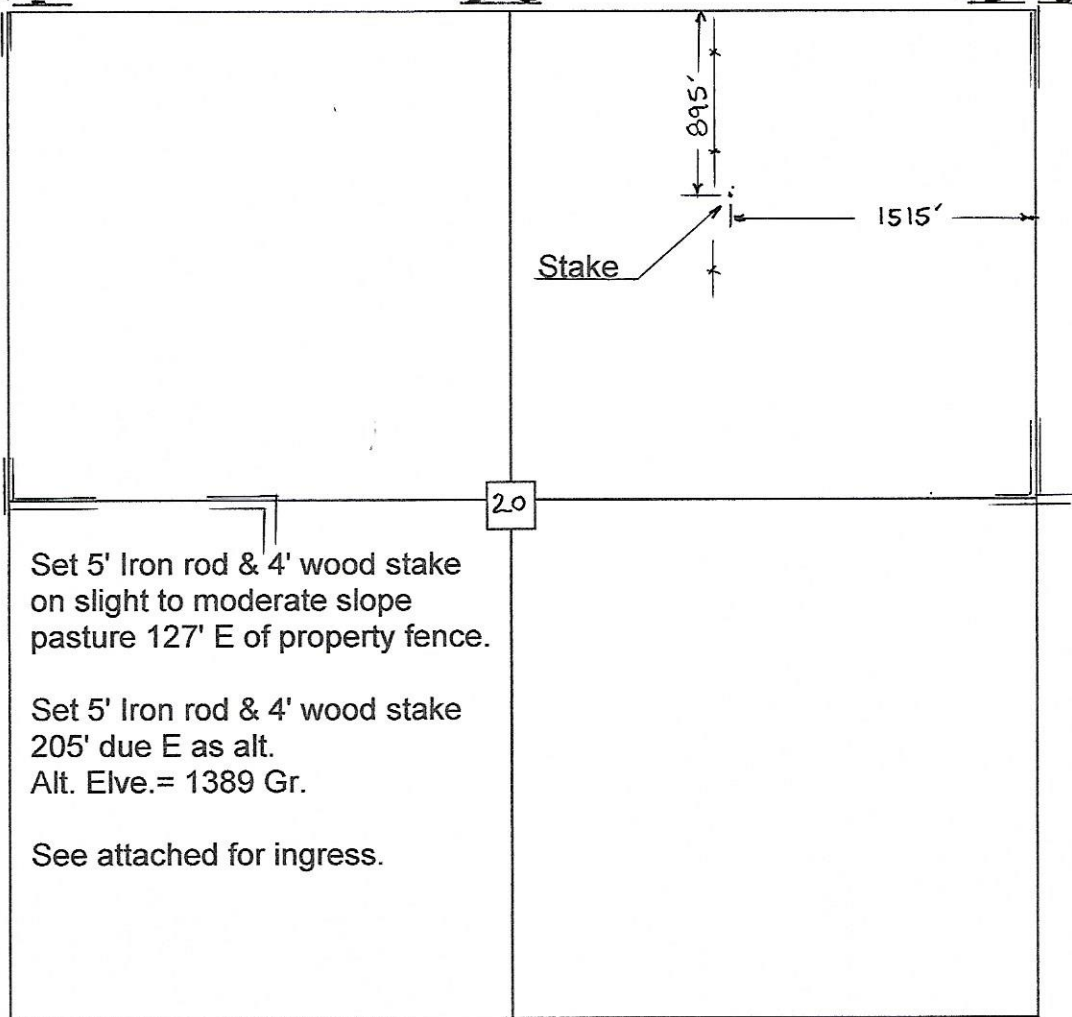 895'
1515'
Stake
20
Set 5' Iron rod & 4' wood stake
on slight to moderate slope
pasture 127' E of property fence.
Set 5' Iron rod & 4' wood stake
205' due E as alt.
Alt. Elve.= 1389 Gr.
See attached for ingress.